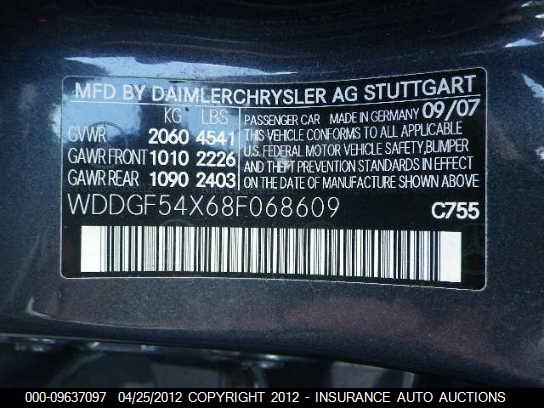 MFD BY DAIMLERCHRYSLER AG STUTTGART
KG LBS
GVWR 2060 4541
GAWR FRONT 1010 2226
GAWR REAR 1090 2403
PASSENGER CAR MADE IN GERMANY 09/07
THIS VEHICLE CONFORMS TO ALL APPLICABLE
U.S. FEDERAL MOTOR VEHICLE SAFETY, BUMPER
AND THEFT PREVENTION STANDARDS IN EFFECT
ON THE DATE OF MANUFACTURE SHOWN ABOVE.
WDDGF54X68F068609 C755
000-09637097 04/25/2012 COPYRIGHT 2012 - INSURANCE AUTO AUCTIONS